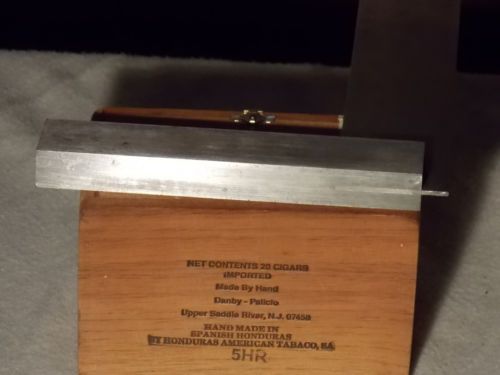 NET CONTENTS 20 CIGARS
IMPORTED
Made By Hand
Danby - Palicio
Upper Saddle River, N.J. 07458
HAND MADE IN
SPANISH HONDURAS
BY HONDURAS AMERICAN TABACO, SA
5HR